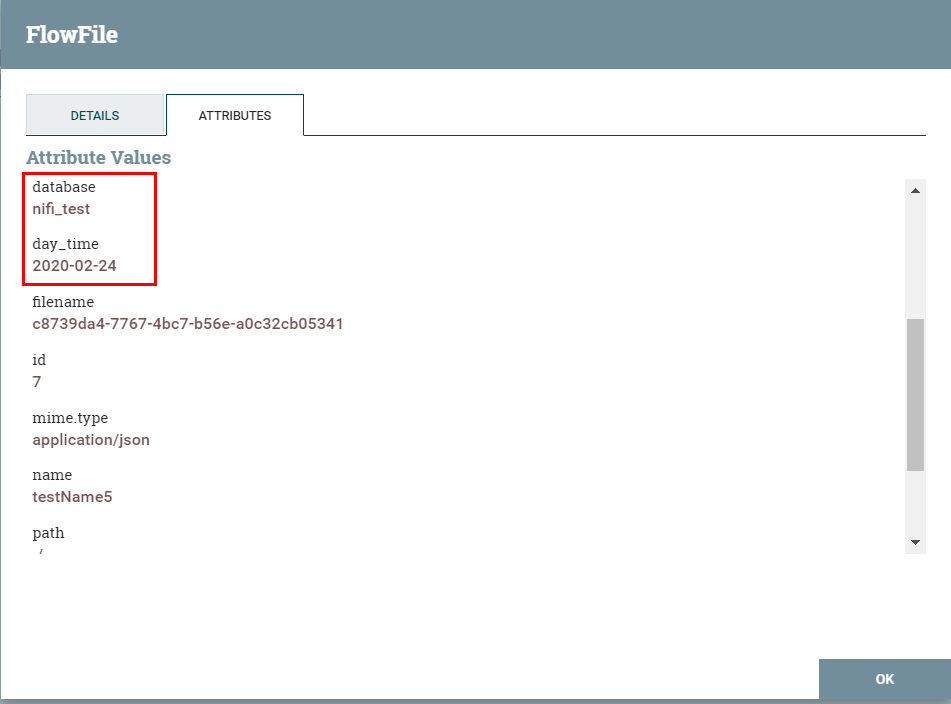 FlowFile
DETAILS
ATTRIBUTES
Attribute Values
database
nifi_test
day_time
2020-02-24
filename
c8739da4-7767-4bc7-b56e-a0c32cb05341
id
7
mime.type
application/json
name
testName5
path
OK